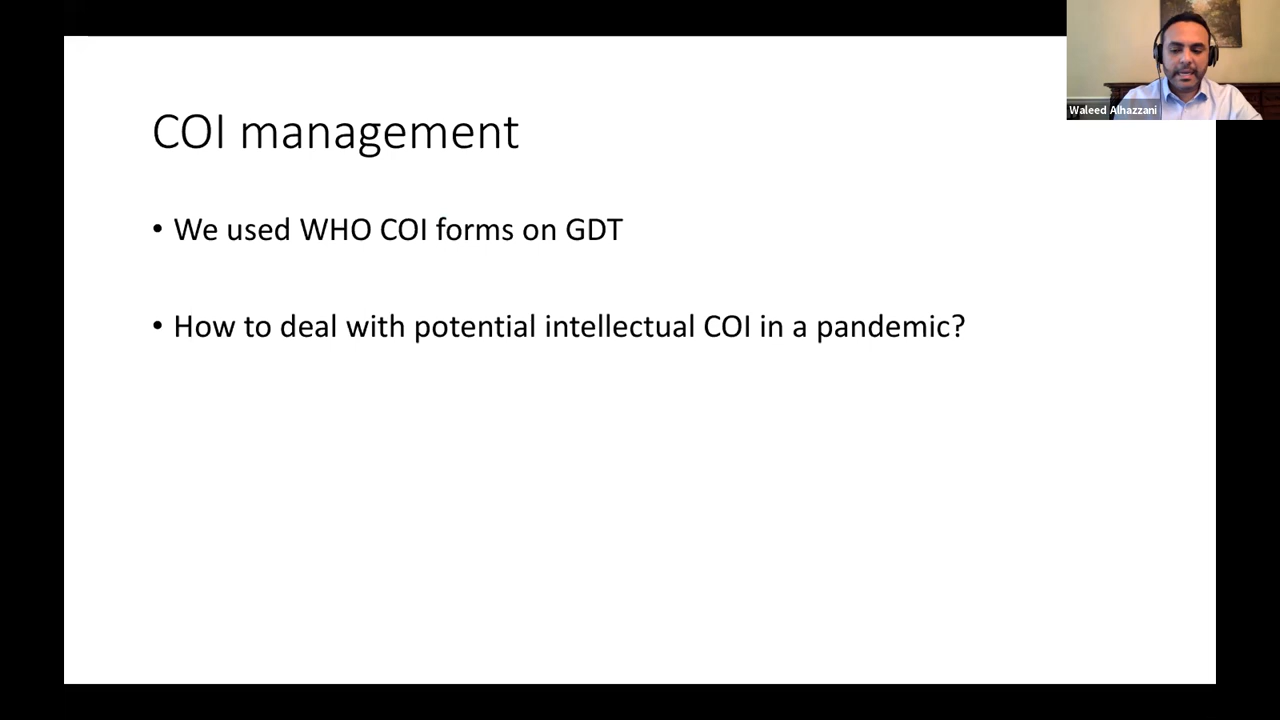 Waleed Alhazzani
COI management
• We used WHO COI forms on GDT
• How to deal with potential intellectual COI in a pandemic?